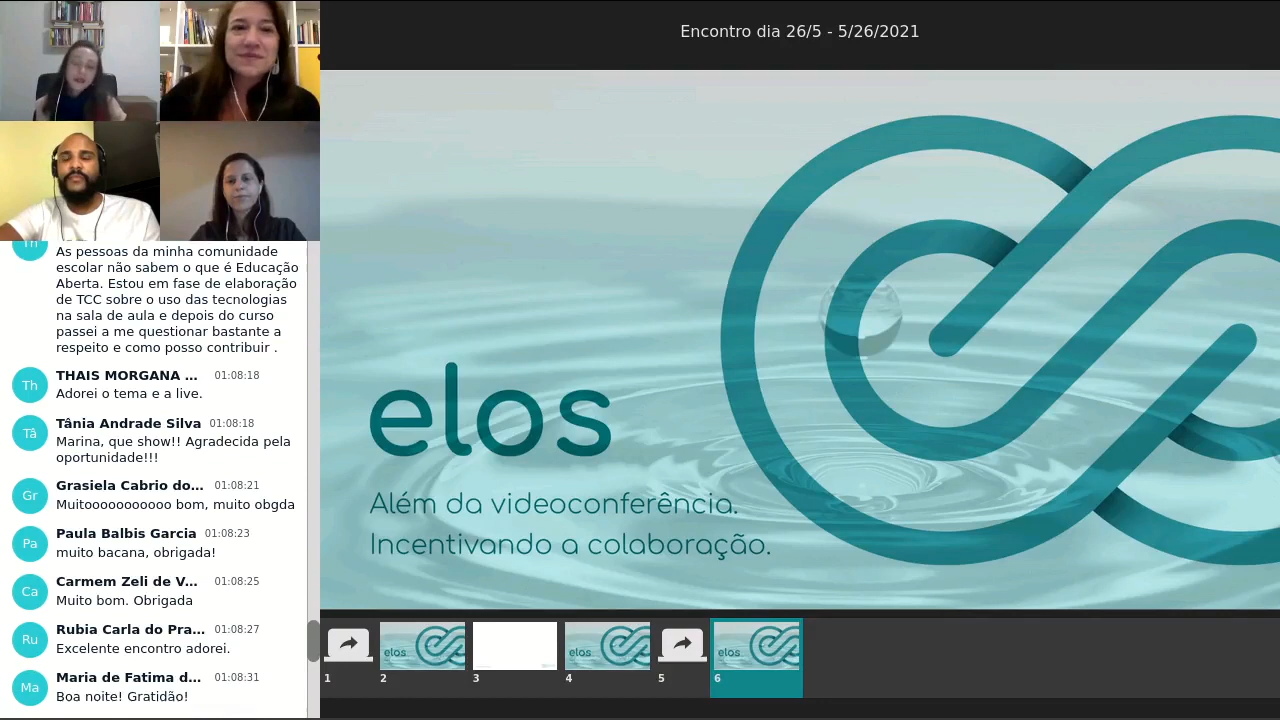 Encontro dia 26/5 - 5/26/2021
Th
As pessoas da minha comunidade
escolar não sabem o que é Educação
Aberta. Estou em fase de elaboração
de TCC sobre o uso das tecnologias
na sala de aula e depois do curso
passei a me questionar bastante a
respeito e como posso contribuir .
Th
THAIS MORGANA ... 01:08:18
Adorei o tema e a live.
Tâ
Tânia Andrade Silva 01:08:18
Marina, que show!! Agradecida pela
oportunidade!!!
Gr
Grasiela Cabrio do... 01:08:21
Muitooooooooooo bom, muito obgda
Pa
Paula Balbis Garcia 01:08:23
muito bacana, obrigada!
Ca
Carmem Zeli de V... 01:08:25
Muito bom. Obrigada
Ru
Rubia Carla do Pra... 01:08:27
Excelente encontro adorei.
Ma
Maria de Fatima d... 01:08:31
Boa noite! Gratidão!
elos
Além da videoconferência.
Incentivando a colaboração.
elos
elos
elos
1
2
3
4
5
6